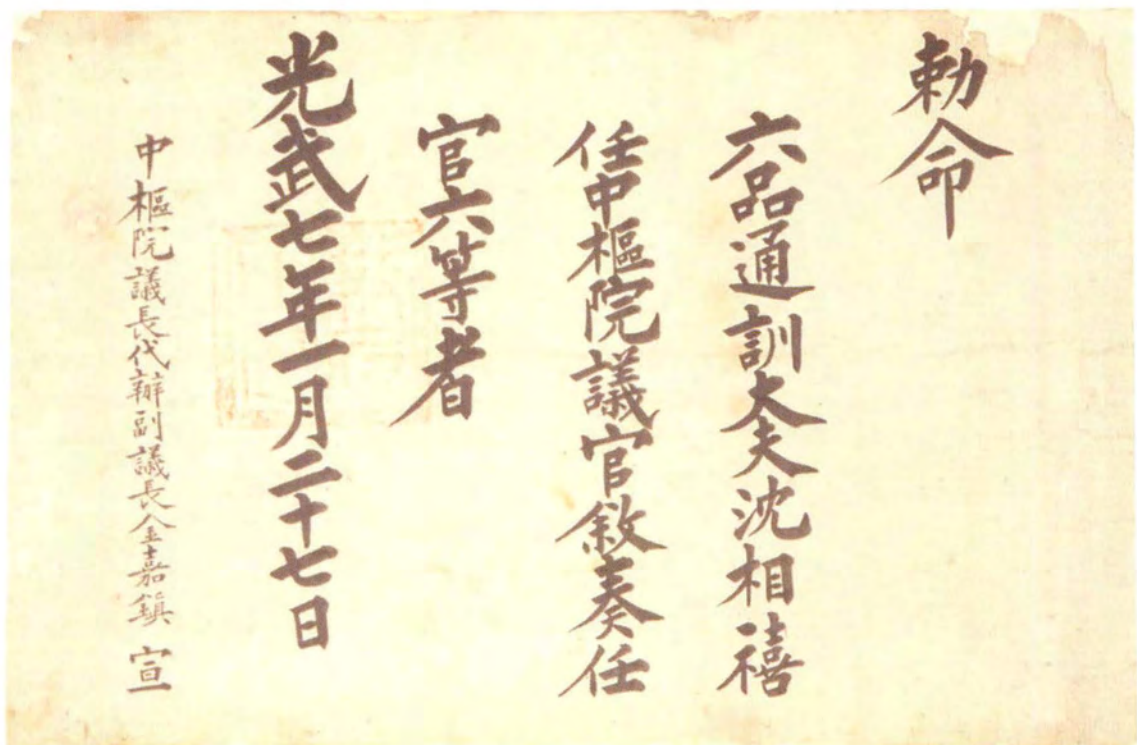 勅命
六品通訓大夫沈相禧
任中樞院議官敘奏任
官六等者
光武七年一月二十七日
中樞院議長代辦副議長金嘉鎭 宣